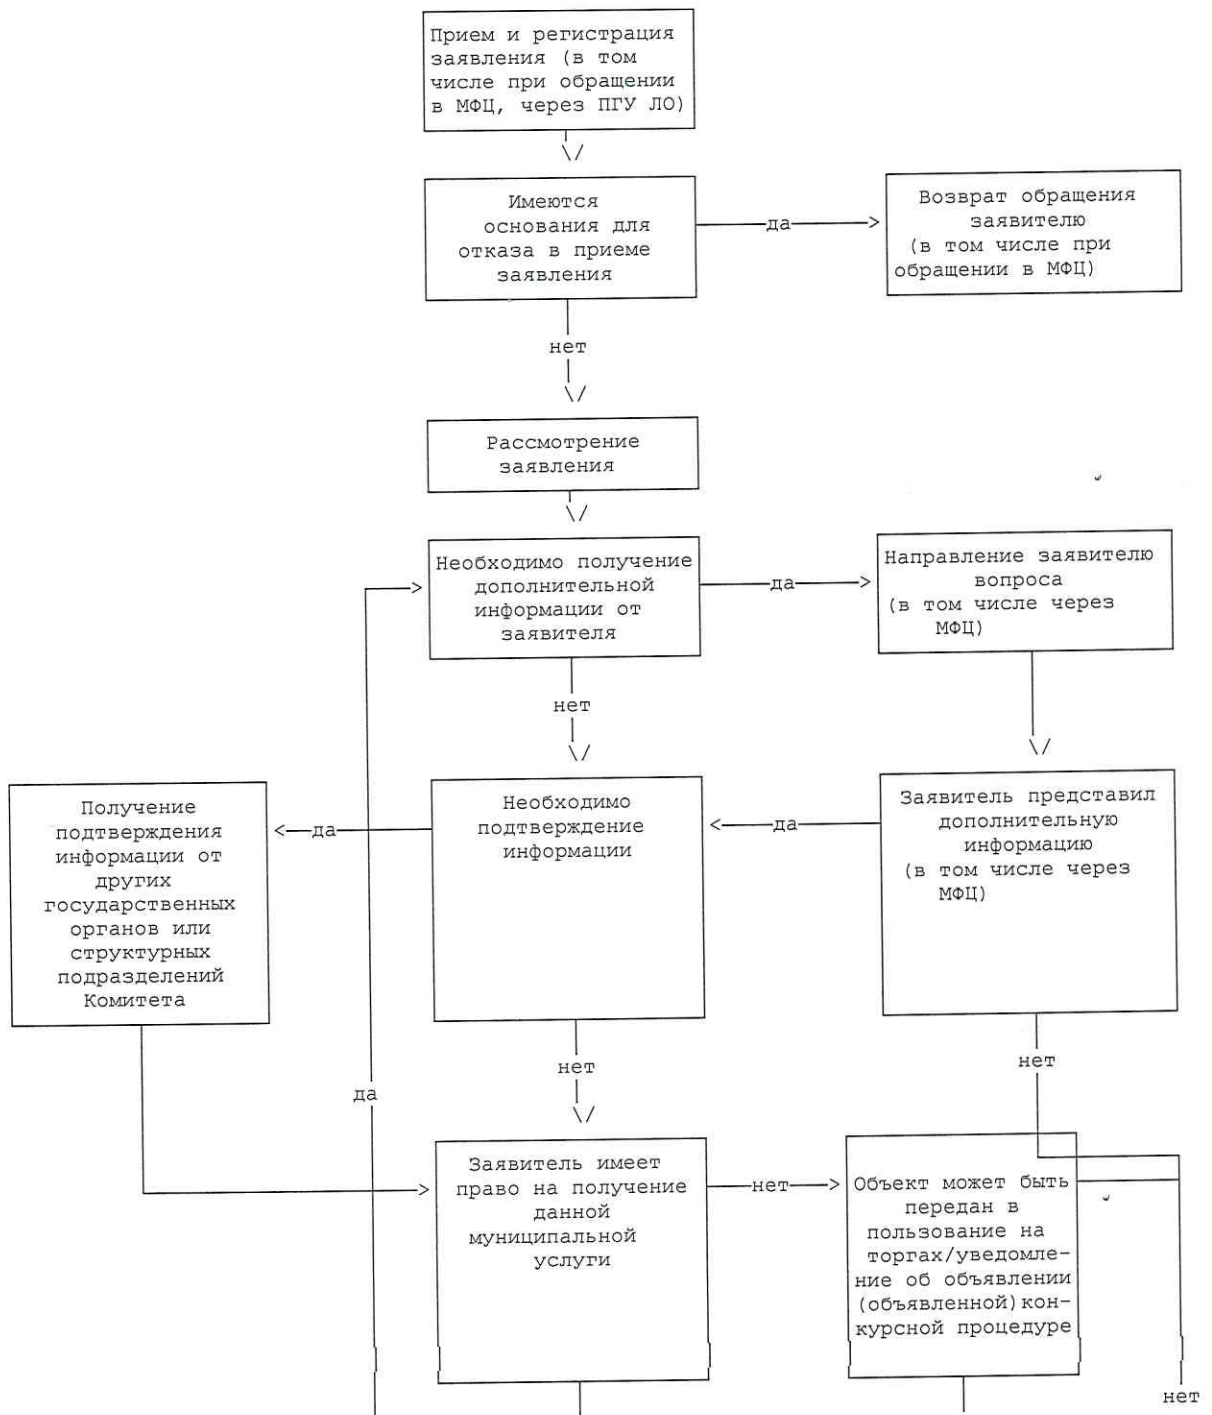 Прием и регистрация
заявления (в том
числе при обращении
в МФЦ, через ПГУ ЛО)
Имеются
основания для
отказа в приеме
заявления
да
Возврат обращения
заявителю
(в том числе при
обращении в МФЦ)
нет
Рассмотрение
заявления
Необходимо получение
дополнительной
информации от
заявителя
да
Направление заявителю
вопроса
(в том числе через
МФЦ)
нет
Получение
подтверждения
информации от
других
государственных
органов или
структурных
подразделений
Комитета
да
Необходимо
подтверждение
информации
да
Заявитель представил
дополнительную
информацию
(в том числе через
МФЦ)
нет
нет
да
Заявитель имеет
право на получение
данной
муниципальной
услуги
нет
Объект может быть
передан в
пользование на
торгах/уведомле-
ние об объявлении
(объявленной)кон-
курсной процедуре
нет